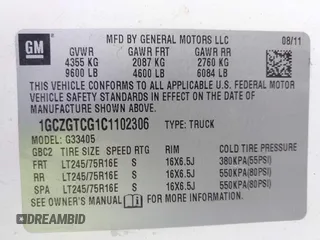 GM
MFD BY GENERAL MOTORS LLC
08/11
GVWR GAWR FRT GAWR RR
4355 KG 2087 KG 2760 KG
9600 LB 4600 LB 6084 LB
THIS VEHICLE CONFORMS TO ALL APPLICABLE U.S. FEDERAL MOTOR
VEHICLE SAFETY STANDARDS IN EFFECT ON THE DATE OF
MANUFACTURE SHOWN ABOVE.
1GCZGTCG1C1102306 TYPE: TRUCK
MODEL: G33405
GBC2 TIRE SIZE SPEED RTG RIM COLD TIRE PRESSURE
FRT LT245/75R16E S 16X6.5J 380KPA(55PSI)
RR LT245/75R16E S 16X6.5J 550KPA(80PSI)
SPA LT245/75R16E S 16X6.5J 550KPA(80PSI)
SEE OWNER'S MANUAL FOR ADDITIONAL INFORMATION.
DREAMBID